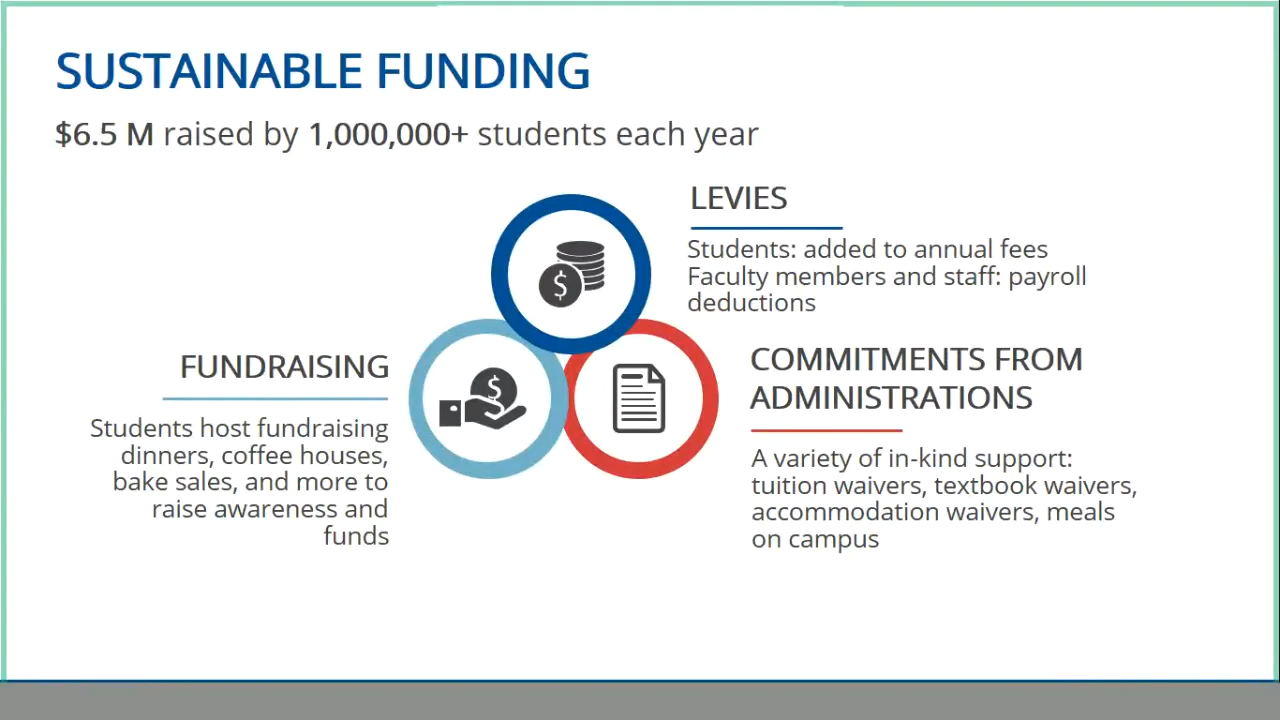 SUSTAINABLE FUNDING
$6.5 M raised by 1,000,000+ students each year
LEVIES
Students: added to annual fees
Faculty members and staff: payroll
deductions
FUNDRAISING
Students host fundraising
dinners, coffee houses,
bake sales, and more to
raise awareness and
funds
COMMITMENTS FROM
ADMINISTRATIONS
A variety of in-kind support:
tuition waivers, textbook waivers,
accommodation waivers, meals
on campus
$
$